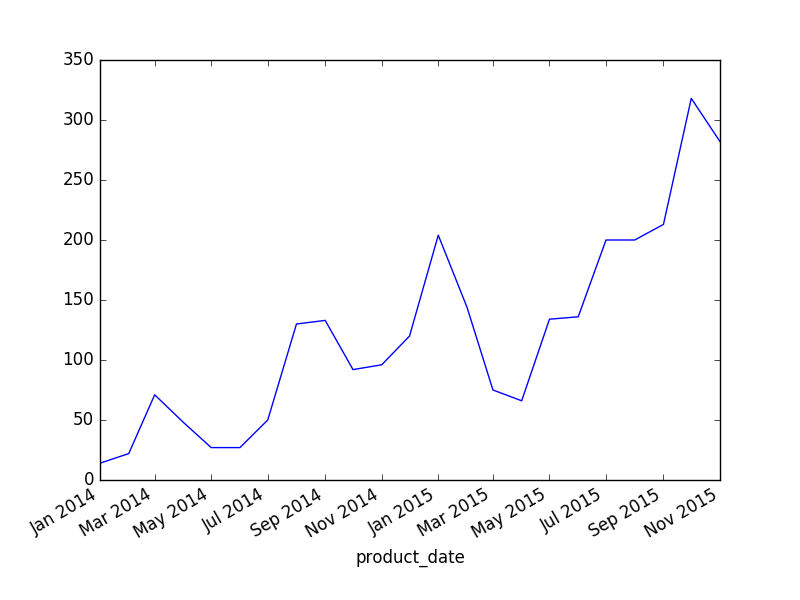 350
300
250
200
150
100
50
0
Jan 2014
Mar 2014
May 2014
Jul 2014
Sep 2014
Nov 2014
Jan 2015
Mar 2015
May 2015
Jul 2015
Sep 2015
Nov 2015
product_date